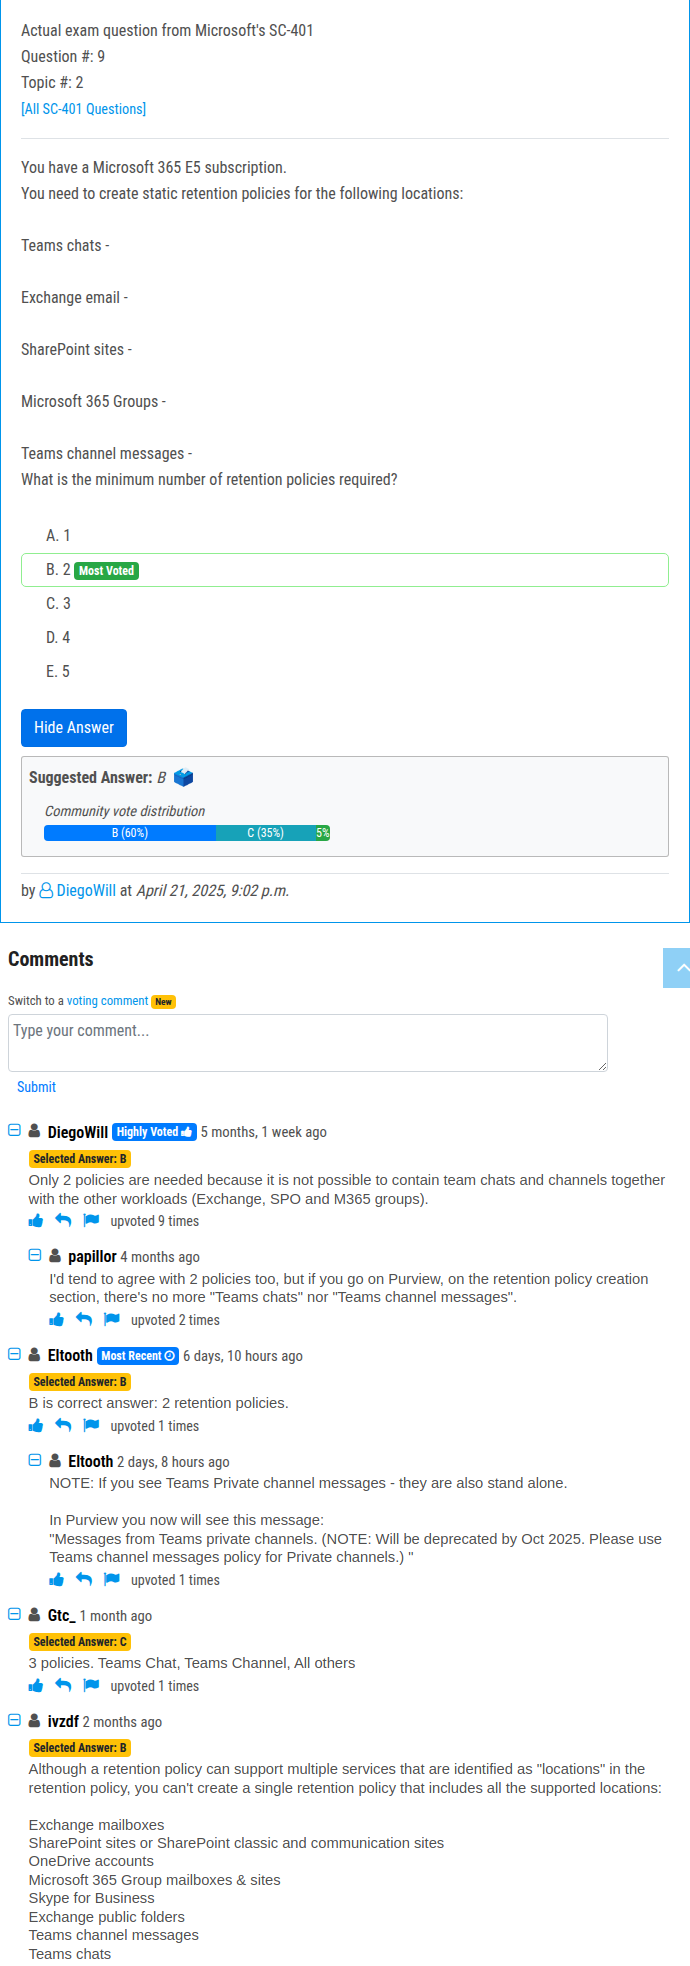 Actual exam question from Microsoft's SC-401
Question #: 9
Topic #: 2
[All SC-401 Questions]
You have a Microsoft 365 E5 subscription.
You need to create static retention policies for the following locations:
Teams chats -
Exchange email -
SharePoint sites -
Microsoft 365 Groups -
Teams channel messages -
What is the minimum number of retention policies required?
A. 1
B. 2 Most Voted
C. 3
D. 4
E. 5
Hide Answer
Suggested Answer: B
Community vote distribution
B (60%) C (35%) 5%
by DiegoWill at April 21, 2025, 9:02 p.m.
Comments
Switch to a voting comment New
Type your comment...
Submit
DiegoWill Highly Voted 5 months, 1 week ago
Selected Answer: B
Only 2 policies are needed because it is not possible to contain team chats and channels together
with the other workloads (Exchange, SPO and M365 groups).
upvoted 9 times
papillor 4 months ago
I'd tend to agree with 2 policies too, but if you go on Purview, on the retention policy creation
section, there's no more "Teams chats" nor "Teams channel messages".
upvoted 2 times
Eltooth Most Recent 6 days, 10 hours ago
Selected Answer: B
B is correct answer: 2 retention policies.
upvoted 1 times
Eltooth 2 days, 8 hours ago
NOTE: If you see Teams Private channel messages - they are also stand alone.
In Purview you now will see this message:
"Messages from Teams private channels. (NOTE: Will be deprecated by Oct 2025. Please use
Teams channel messages policy for Private channels.) "
upvoted 1 times
Gtc_ 1 month ago
Selected Answer: C
3 policies. Teams Chat, Teams Channel, All others
upvoted 1 times
ivzdf 2 months ago
Selected Answer: B
Although a retention policy can support multiple services that are identified as "locations" in the
retention policy, you can't create a single retention policy that includes all the supported locations:
Exchange mailboxes
SharePoint sites or SharePoint classic and communication sites
OneDrive accounts
Microsoft 365 Group mailboxes & sites
Skype for Business
Exchange public folders
Teams channel messages
Teams chats